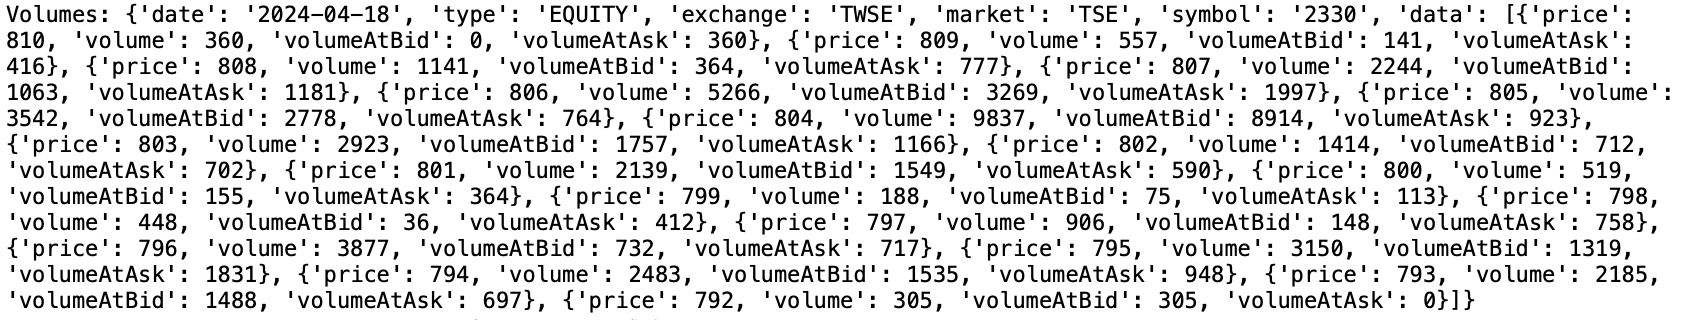 Volumes: {'date': '2024-04-18', 'type': 'EQUITY', 'exchange': 'TWSE', 'market': 'TSE', 'symbol': '2330', 'data': [{'price':
810, 'volume': 360, 'volumeAtBid': 0, 'volumeAtAsk': 360}, {'price': 809, 'volume': 557, 'volumeAtBid': 141, 'volumeAtAsk':
416}, {'price': 808, 'volume': 1141, 'volumeAtBid': 364, 'volumeAtAsk': 777}, {'price': 807, 'volume': 2244, 'volumeAtBid':
1063, 'volumeAtAsk': 1181}, {'price': 806, 'volume': 5266, 'volumeAtBid': 3269, 'volumeAtAsk': 1997}, {'price': 805, 'volume':
3542, 'volumeAtBid': 2778, 'volumeAtAsk': 764}, {'price': 804, 'volume': 9837, 'volumeAtBid': 8914, 'volumeAtAsk': 923},
{'price': 803, 'volume': 2923, 'volumeAtBid': 1757, 'volumeAtAsk': 1166}, {'price': 802, 'volume': 1414, 'volumeAtBid': 712,
'volumeAtAsk': 702}, {'price': 801, 'volume': 2139, 'volumeAtBid': 1549, 'volumeAtAsk': 590}, {'price': 800, 'volume': 519,
'volumeAtBid': 155, 'volumeAtAsk': 364}, {'price': 799, 'volume': 188, 'volumeAtBid': 75, 'volumeAtAsk': 113}, {'price': 798,
'volume': 448, 'volumeAtBid': 36, 'volumeAtAsk': 412}, {'price': 797, 'volume': 906, 'volumeAtBid': 148, 'volumeAtAsk': 758},
{'price': 796, 'volume': 3877, 'volumeAtBid': 732, 'volumeAtAsk': 717}, {'price': 795, 'volume': 3150, 'volumeAtBid': 1319,
'volumeAtAsk': 1831}, {'price': 794, 'volume': 2483, 'volumeAtBid': 1535, 'volumeAtAsk': 948}, {'price': 793, 'volume': 2185,
'volumeAtBid': 1488, 'volumeAtAsk': 697}, {'price': 792, 'volume': 305, 'volumeAtBid': 305, 'volumeAtAsk': 0}]}